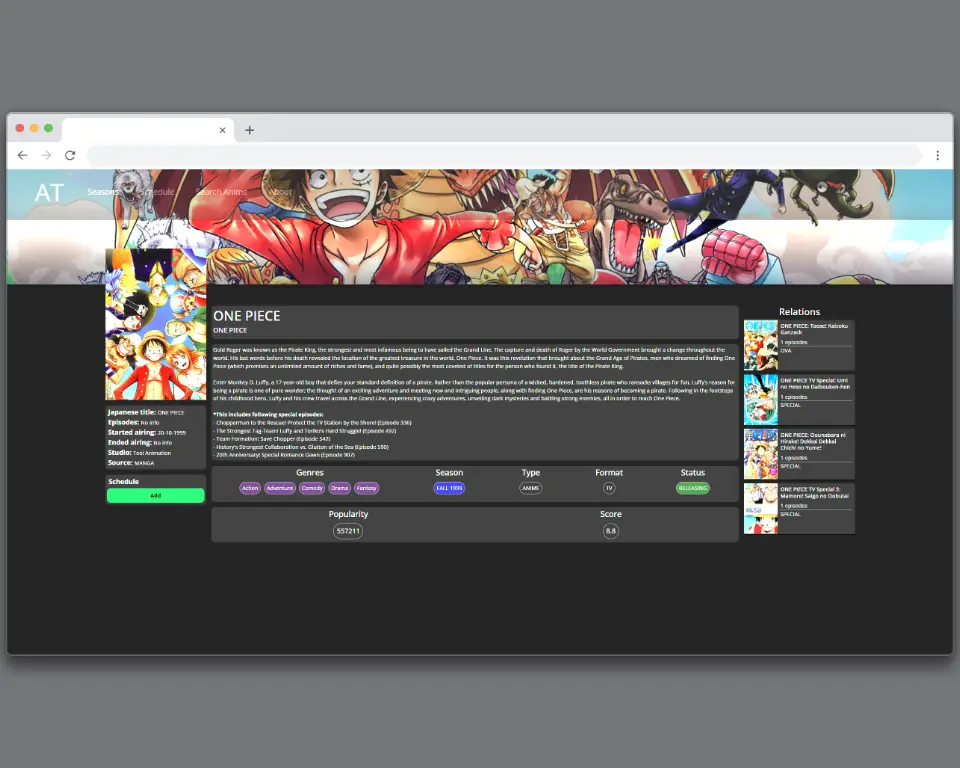 AT
Seasons Schedule Search Anime About
ONE PIECE
ONE PIECE
Gold Roger was known as the Pirate King, the strongest and most infamous being to have sailed the Grand Line. The capture and death of Roger by the World Government brought a change throughout the
world. His last words before his death revealed the location of the greatest treasure in the world, One Piece. It was this revelation that brought about the Grand Age of Pirates, men who dreamed of finding One
Piece (which promises an unlimited amount of riches and fame), and quite possibly the most coveted of titles for the person who found it, the title of the Pirate King.
Enter Monkey D. Luffy, a 17-year-old boy that defies your standard definition of a pirate. Rather than the popular persona of a wicked, hardened, toothless pirate who ransacks villages for fun, Luffy's reason for
being a pirate is one of pure wonder; the thought of an exciting adventure and meeting new and intriguing people, along with finding One Piece, are his reasons of becoming a pirate. Following in the footsteps
of his childhood hero, Luffy and his crew travel across the Grand Line, experiencing crazy adventures, unveiling dark mysteries and battling strong enemies, all in order to reach One Piece.
*This includes following special episodes:
- Chopperman to the Rescue! Protect the TV Station by the Shore! (Episode 336)
- The Strongest Tag-Team! Luffy and Toriko's Hard Struggle! (Episode 492)
- Team Formation! Save Chopper (Episode 542)
- History's Strongest Collaboration vs. Glutton of the Sea (Episode 590)
- 20th Anniversary! Special Romance Dawn (Episode 907)
Japanese title: ONE PIECE
Episodes: No info
Started airing: 20-10-1999
Ended airing: No info
Studio: Toei Animation
Source: MANGA
Schedule
Add
Genres Season Type Format Status
Action Adventure Comedy Drama Fantasy FALL 1999 ANIME TV RELEASING
Popularity Score
557211 8.8
Relations
ONE PIECE: Taose! Kaizoku
Ganzack
1 episodes
OVA
ONE PIECE TV Special: Umi
no Heso no Daibouken-hen
1 episodes
SPECIAL
ONE PIECE: Oounabara ni
Hirake! Dekkai Dekkai
Chichi no Yume!
1 episodes
SPECIAL
ONE PIECE TV Special 3:
Mamore! Saigo no Oobutai
1 episodes
SPECIAL